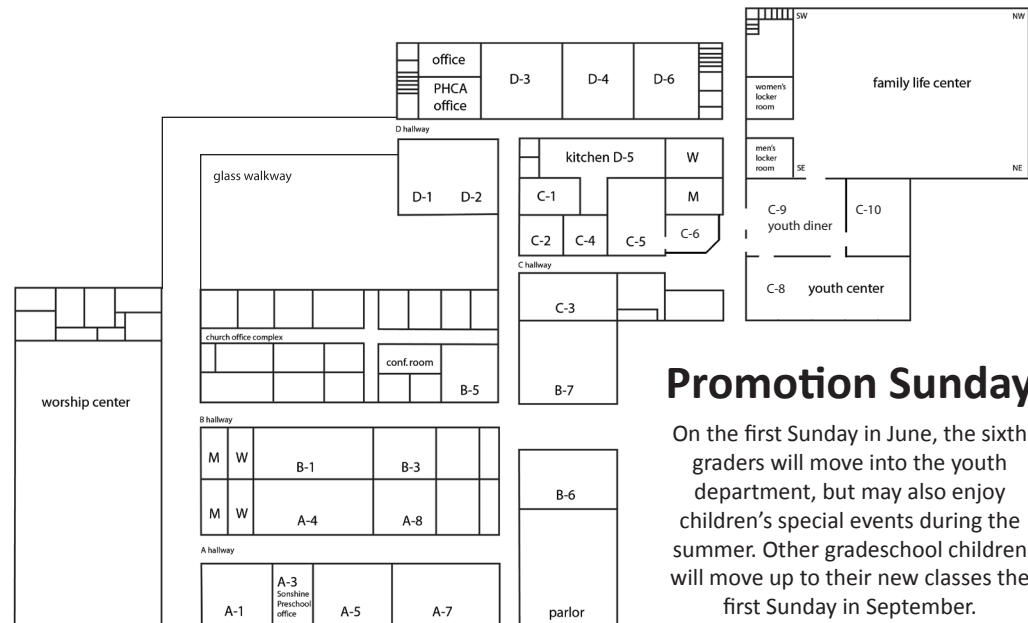 SW
NW
office
D-3
D-4
D-6
PHCA
office
women's
locker
room
family life center
D hallway
men's
locker
room
SE
NE
glass walkway
D-1
D-2
kitchen D-5
W
C-1
M
C-2
C-4
C-5
C-6
C-9
youth diner
C-10
C hallway
C-8
youth center
C-3
church office complex
conf. room
B-5
B-7
worship center
Promotion Sunday
On the first Sunday in June, the sixth
graders will move into the youth
department, but may also enjoy
children's special events during the
summer. Other gradeschool children
will move up to their new classes the
first Sunday in September.
B hallway
M
W
B-1
B-3
B-6
M
W
A-4
A-8
A hallway
A-1
A-3
Sonshine
Preschool
office
A-5
A-7
parlor